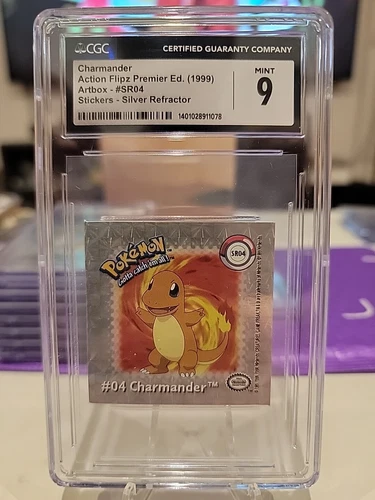 CGC
CERTIFIED GUARANTY COMPANY
Charmander
Action Flipz Premier Ed. (1999)
Artbox - #SR04
Stickers - Silver Refractor
MINT
9
1401028911078
POKéMON
Gotta catch 'em all!
SR04
#04 Charmander™